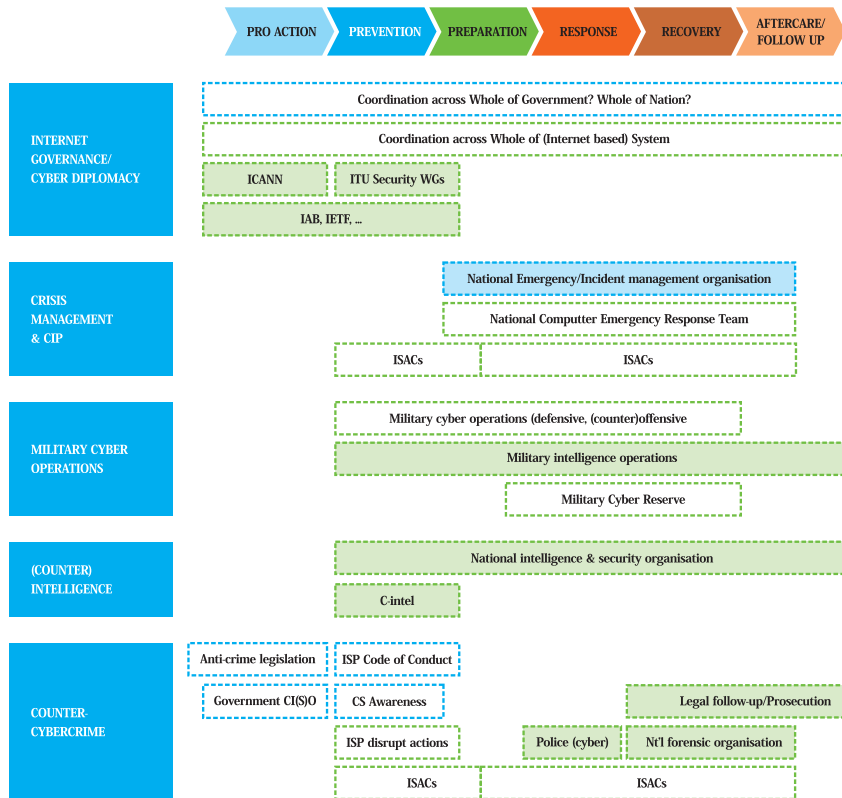 PRO ACTION
PREVENTION
PREPARATION
RESPONSE
RECOVERY
AFTERCARE/
FOLLOW UP
INTERNET
GOVERNANCE/
CYBER DIPLOMACY
Coordination across Whole of Government? Whole of Nation?
Coordination across Whole of (Internet based) System
ICANN
ITU Security WGs
IAB, IETF, ...
CRISIS
MANAGEMENT
& CIP
National Emergency/Incident management organisation
National Computter Emergency Response Team
ISACs
ISACs
MILITARY CYBER
OPERATIONS
Military cyber operations (defensive, (counter)offensive
Military intelligence operations
Military Cyber Reserve
(COUNTER)
INTELLIGENCE
National intelligence & security organisation
C-intel
COUNTER-
CYBERCRIME
Anti-crime legislation
ISP Code of Conduct
Government CI(S)O
CS Awareness
Legal follow-up/Prosecution
ISP disrupt actions
Police (cyber)
Nt'l forensic organisation
ISACs
ISACs